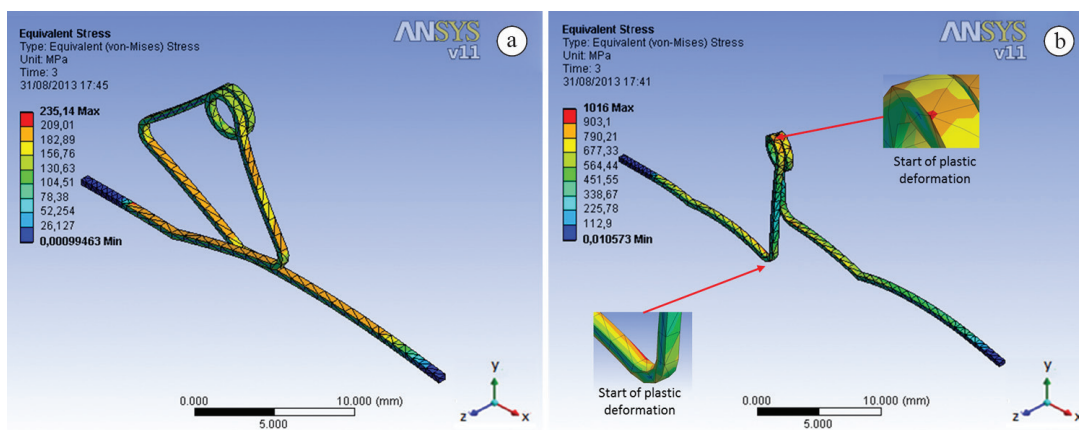 Equivalent Stress
Type: Equivalent (von-Mises) Stress
Unit: MPa
Time: 3
31/08/2013 17:45
ANSYS
v11
a
235,14 Max
209,01
182,89
156,76
130,63
104,51
78,38
52,254
26,127
0,00099463 Min
0.000
10.000 (mm)
5.000
y
z
x
Equivalent Stress
Type: Equivalent (von-Mises) Stress
Unit: MPa
Time: 3
31/08/2013 17:41
ANSYS
v11
b
1016 Max
903,1
790,21
677,33
564,44
451,55
338,67
225,78
112,9
0,010573 Min
Start of plastic
deformation
Start of plastic
deformation
0.000
10.000 (mm)
5.000
y
z
x